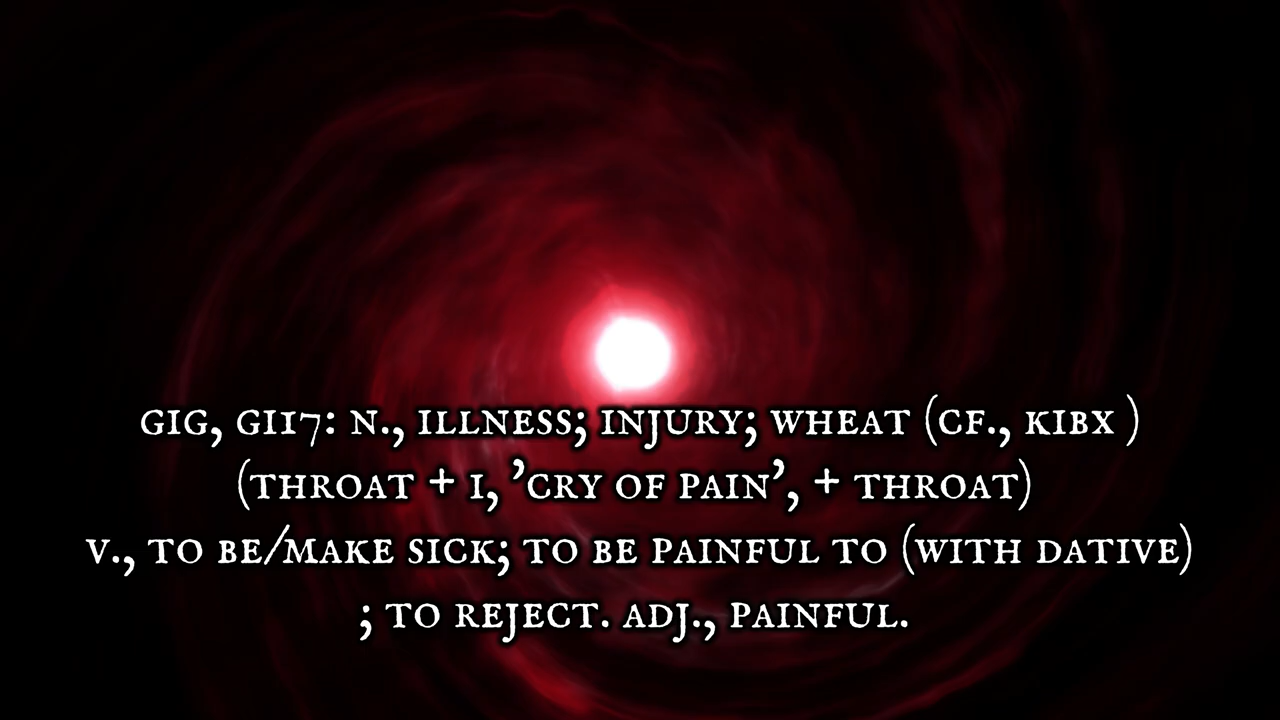 GIG, GI17: N., ILLNESS; INJURY; WHEAT (CF., KIBX )
(THROAT + I, 'CRY OF PAIN', + THROAT)
V., TO BE/MAKE SICK; TO BE PAINFUL TO (WITH DATIVE)
; TO REJECT. ADJ., PAINFUL.